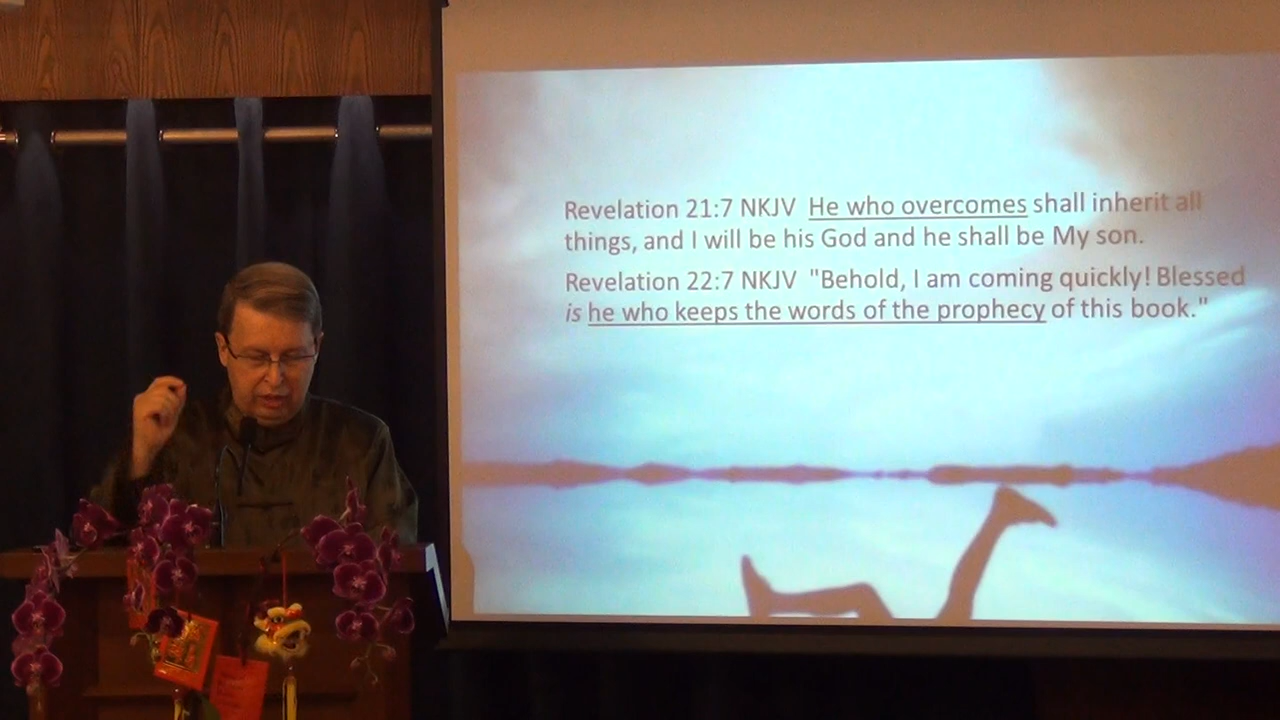 Revelation 21:7 NKJV  He who overcomes shall inherit all
things, and I will be his God and he shall be My son.
Revelation 22:7 NKJV  "Behold, I am coming quickly! Blessed
is he who keeps the words of the prophecy of this book."